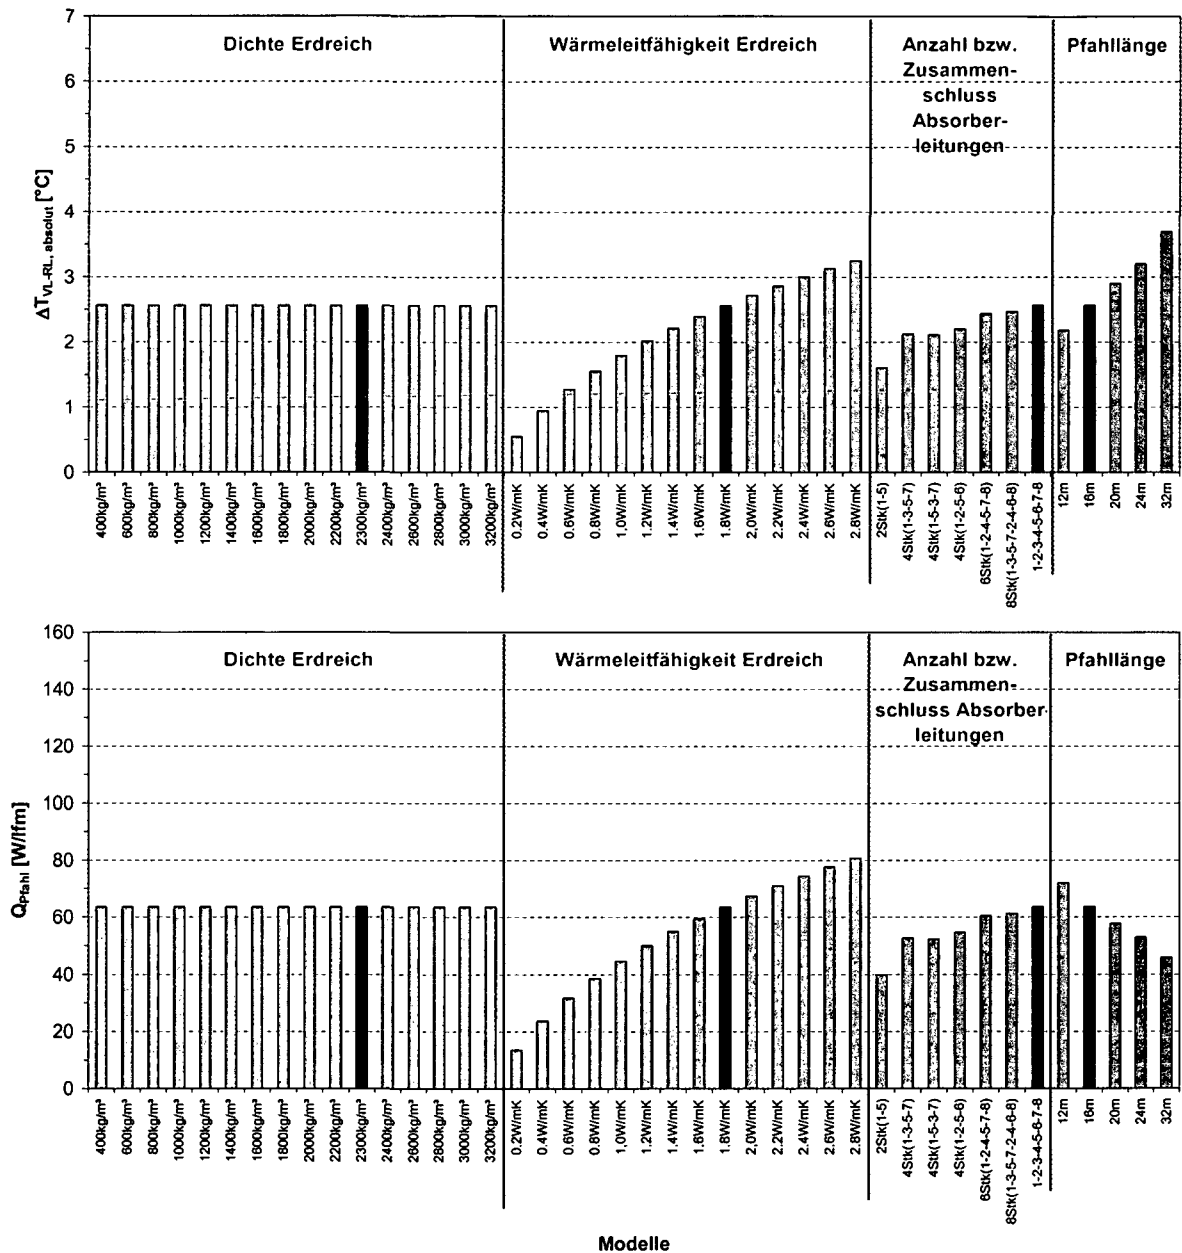 7
6
5
4
3
2
1
0
ΔT VL-RL, absolut [°C]
Dichte Erdreich
Wärmeleitfähigkeit Erdreich
Anzahl bzw.
Zusammen-
schluss
Absorber-
leitungen
Pfahllänge
400kg/m³
600kg/m³
800kg/m³
1000kg/m³
1200kg/m³
1400kg/m³
1600kg/m³
1800kg/m³
2000kg/m³
2200kg/m³
2300kg/m³
2400kg/m³
2600kg/m³
2800kg/m³
3000kg/m³
3200kg/m³
0.2W/mK
0.4W/mK
0.6W/mK
0.8W/mK
1,0W/mK
1.2W/mK
1.4W/mK
1.6W/mK
1.8W/mK
2,0W/mK
2.2W/mK
2.4W/mK
2.6W/mK
2.8W/mK
2Stk(1-5)
4Stk(1-3-5-7)
4Stk(1-5-3-7)
4Stk(1-2-5-6)
6Stk(1-2-4-5-7-8)
8Stk(1-3-5-7-2-4-6-8)
1-2-3-4-5-6-7-8
12m
16m
20m
24m
32m
160
140
120
100
80
60
40
20
0
Q Pfahl [W/lfm]
Dichte Erdreich
Wärmeleitfähigkeit Erdreich
Anzahl bzw.
Zusammen-
schluss Absorber-
leitungen
Pfahllänge
400kg/m³
600kg/m³
800kg/m³
1000kg/m³
1200kg/m³
1400kg/m³
1600kg/m³
1800kg/m³
2000kg/m³
2200kg/m³
2300kg/m³
2400kg/m³
2600kg/m³
2800kg/m³
3000kg/m³
3200kg/m³
0.2W/mK
0.4W/mK
0.6W/mK
0.8W/mK
1,0W/mK
1.2W/mK
1,4W/mK
1.6W/mK
1.8W/mK
2,0W/mK
2.2W/mK
2.4W/mK
2.6W/mK
2.8W/mK
2Stk(1-5)
4Stk(1-3-5-7)
4Stk(1-5-3-7)
4Stk(1-2-5-6)
6Stk(1-2-4-5-7-8)
8Stk(1-3-5-7-2-4-6-8)
1-2-3-4-5-6-7-8
12m
16m
20m
24m
32m
Modelle